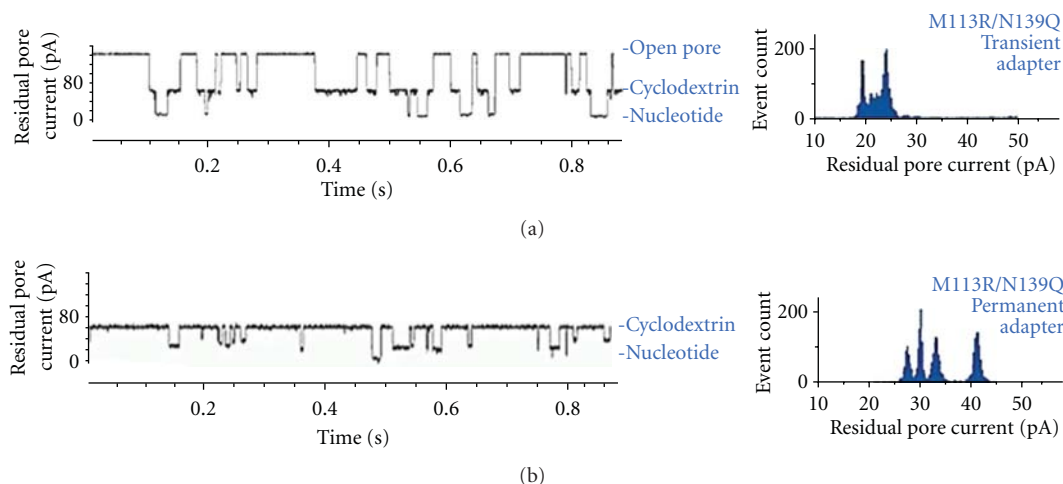 Residual pore
current (pA)
80
0
-Open pore
-Cyclodextrin
-Nucleotide
0.2 0.4 0.6 0.8
Time (s)
M113R/N139Q
Transient
adapter
Event count
200
0
10 20 30 40 50
Residual pore current (pA)
(a)
Residual pore
current (pA)
80
0
-Cyclodextrin
-Nucleotide
0.2 0.4 0.6 0.8
Time (s)
M113R/N139Q
Permanent
adapter
Event count
200
0
10 20 30 40 50
Residual pore current (pA)
(b)